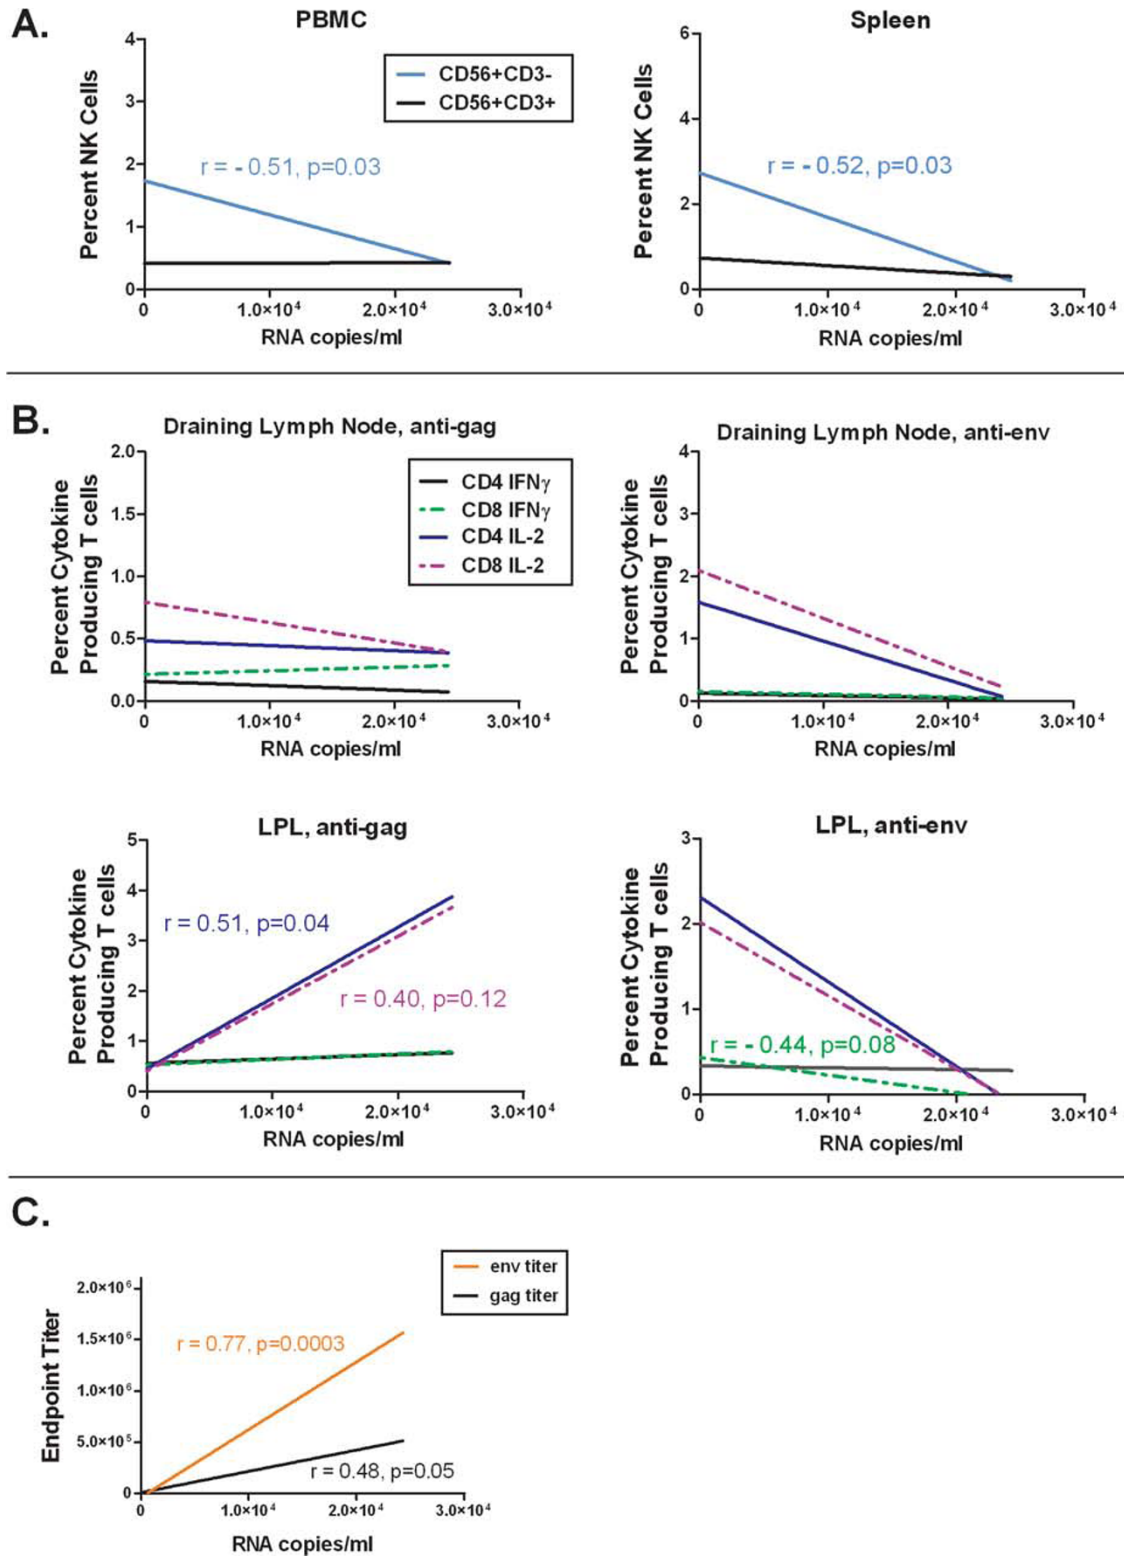 A.
PBMC
Percent NK Cells
4
3
2
1
0
CD56+CD3-
CD56+CD3+
r = - 0.51, p=0.03
0 1.0×10⁴ 2.0×10⁴ 3.0×10⁴
RNA copies/ml
Spleen
Percent NK Cells
6
4
2
0
r = - 0.52, p=0.03
0 1.0×10⁴ 2.0×10⁴ 3.0×10⁴
RNA copies/ml
B.
Draining Lymph Node, anti-gag
Percent Cytokine
Producing T cells
2.0
1.5
1.0
0.5
0.0
CD4 IFNγ
CD8 IFNγ
CD4 IL-2
CD8 IL-2
0 1.0×10⁴ 2.0×10⁴ 3.0×10⁴
RNA copies/ml
Draining Lymph Node, anti-env
Percent Cytokine
Producing T cells
4
3
2
1
0
0 1.0×10⁴ 2.0×10⁴ 3.0×10⁴
RNA copies/ml
LPL, anti-gag
Percent Cytokine
Producing T cells
5
4
3
2
1
0
r = 0.51, p=0.04
r = 0.40, p=0.12
0 1.0×10⁴ 2.0×10⁴ 3.0×10⁴
RNA copies/ml
LPL, anti-env
Percent Cytokine
Producing T cells
3
2
1
0
r = - 0.44, p=0.08
0 1.0×10⁴ 2.0×10⁴ 3.0×10⁴
RNA copies/ml
C.
Endpoint Titer
2.0×10⁶
1.5×10⁶
1.0×10⁶
5.0×10⁵
0
env titer
gag titer
r = 0.77, p=0.0003
r = 0.48, p=0.05
0 1.0×10⁴ 2.0×10⁴ 3.0×10⁴
RNA copies/ml